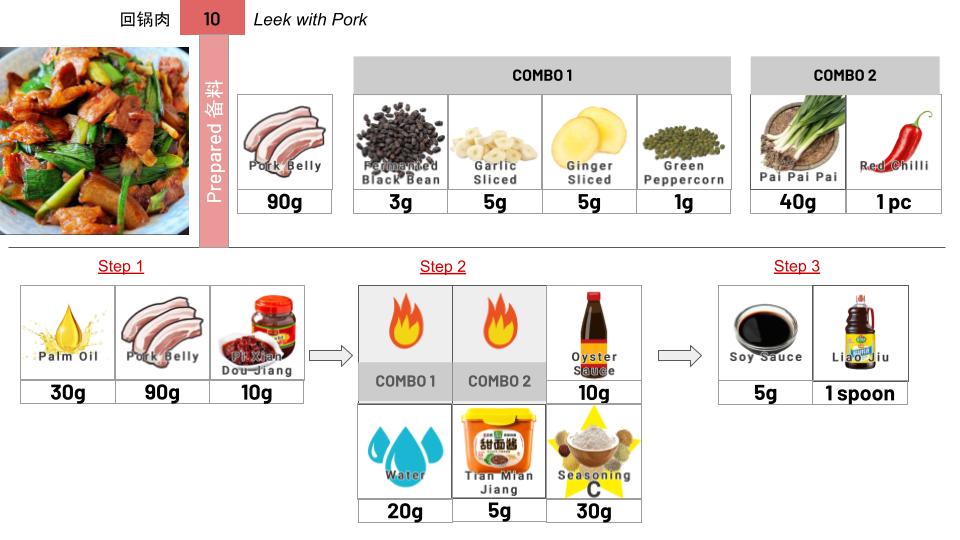 回锅肉
10
Leek with Pork
Prepared 备料
COMBO 1
COMBO 2
Pork Belly
90g
Fermented
Black Bean
3g
Garlic
Sliced
5g
Ginger
Sliced
5g
Green
Peppercorn
1g
Pai Pai Pai
40g
Red Chilli
1 pc
Step 1
Step 2
Step 3
Palm Oil
30g
Pork Belly
90g
Pi Xian
Dou Jiang
10g
COMBO 1
COMBO 2
Oyster
Sauce
10g
Water
20g
甜面酱
Tian Mian
Jiang
5g
Seasoning
C
30g
Soy Sauce
5g
Liao Jiu
1 spoon